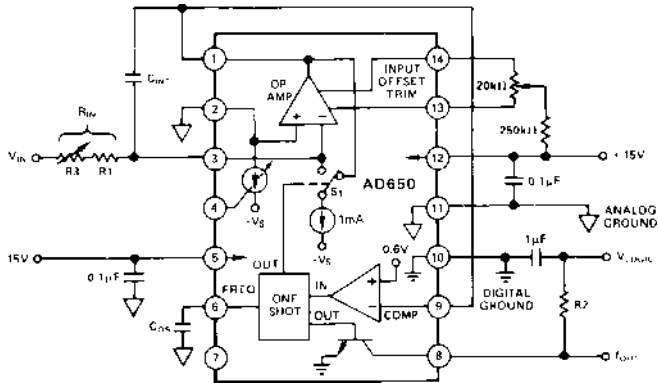 1
14
INPUT
OFFSET
TRIM
20kΩ
OP
AMP
CINT
2
13
RIN
250kΩ
VIN
R3
R1
3
12
+15V
S1
AD650
0.1μF
4
11
ANALOG
GROUND
-VS
1mA
-VS
1μF
15V
5
OUT
0.6V
10
VLOGIC
0.1μF
DIGITAL
GROUND
R2
FREQ
IN
6
ONE
SHOT
OUT
COMP
9
COS
7
8
fOUT